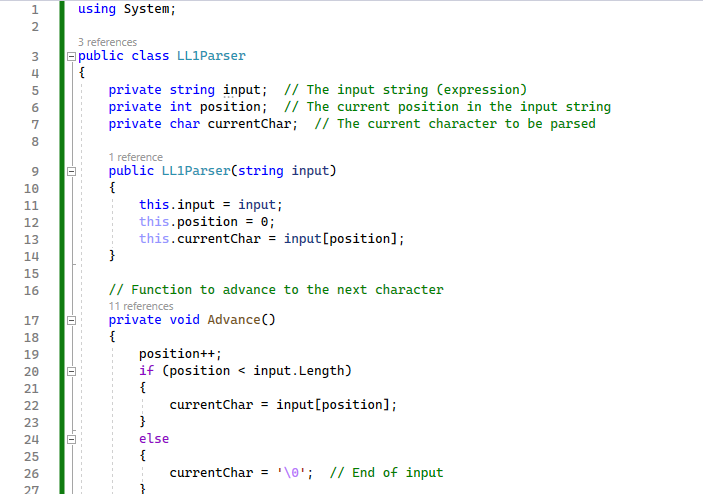 1 using System;
2
3 references
3 public class LL1Parser
4 {
5 private string input; // The input string (expression)
6 private int position; // The current position in the input string
7 private char currentChar; // The current character to be parsed
8
1 reference
9 public LL1Parser(string input)
10 {
11 this.input = input;
12 this.position = 0;
13 this.currentChar = input[position];
14 }
15
16 // Function to advance to the next character
11 references
17 private void Advance()
18 {
19 position++;
20 if (position < input.Length)
21 {
22 currentChar = input[position];
23 }
24 else
25 {
26 currentChar = '\0'; // End of input
27 }